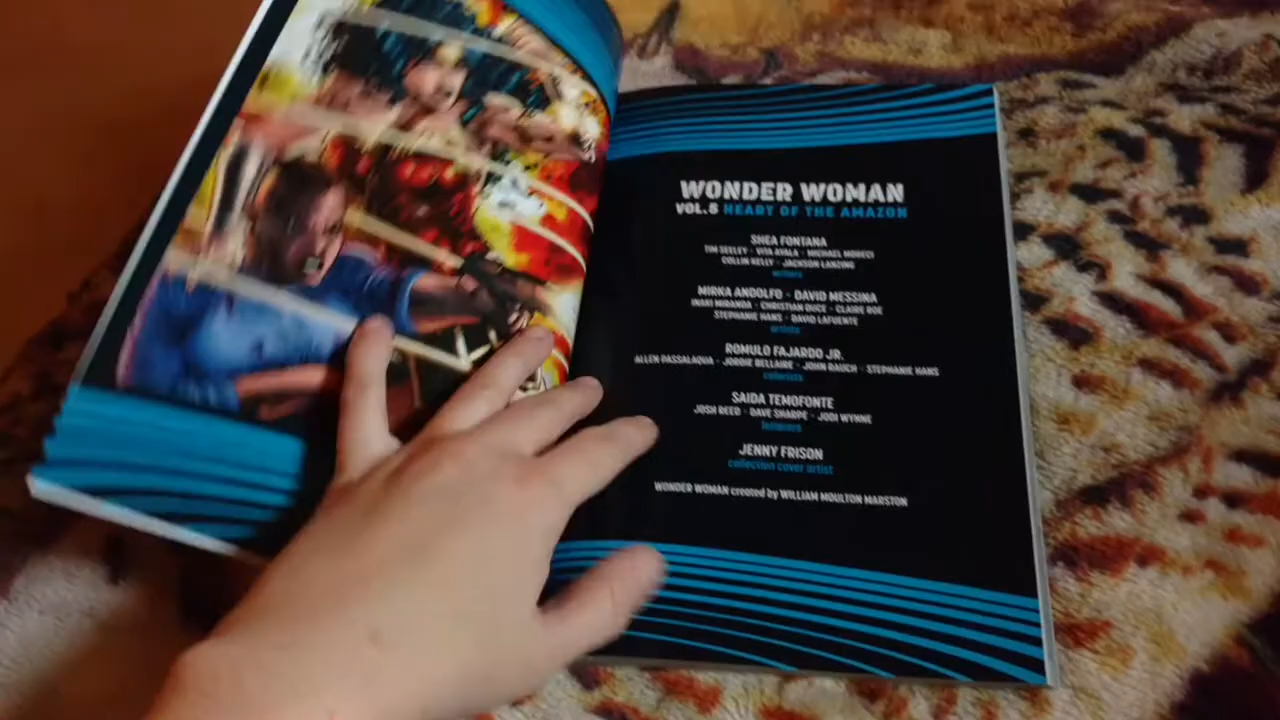 WONDER WOMAN
VOL.5 HEART OF THE AMAZON
SHEA FONTANA
TIM SEELEY · VITA AYALA · MICHAEL MORECI
COLLIN KELLY · JACKSON LANZING
writers
MIRKA ANDOLFO · DAVID MESSINA
INAKI MIRANDA · CHRISTIAN DUCE · CLAIRE ROE
STEPHANIE HANS · DAVID LAFUENTE
artists
ROMULO FAJARDO JR.
ALLEN PASSALAQUA · JORDIE BELLAIRE · JOHN RAUCH · STEPHANIE HANS
colorists
SAIDA TEMOFONTE
JOSH REED · DAVE SHARPE · JODI WYNNE
letterers
JENNY FRISON
collection cover artist
WONDER WOMAN created by WILLIAM MOULTON MARSTON